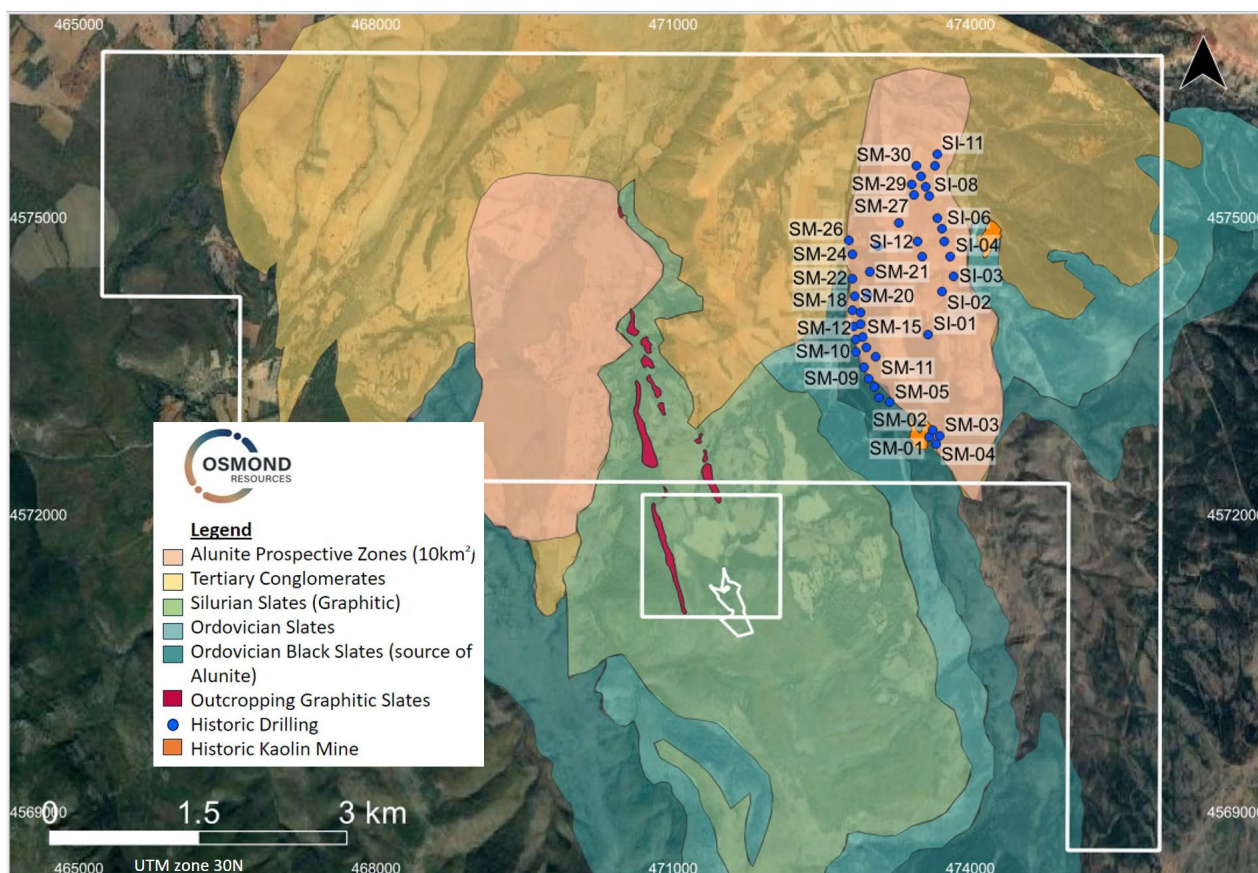 465000 468000 471000 474000
SI-11
SM-30
SM-29 SI-08
SM-27
4575000 SI-06 4575000
SM-26 SI-12
SM-24 SI-04
SM-22 SM-21 SI-03
SM-18 SM-20 SI-02
SM-12 SM-15 SI-01
SM-10 SM-11
SM-09
SM-05
SM-02 SM-03
SM-01 SM-04
OSMOND
RESOURCES
4572000 4572000
Legend
Alunite Prospective Zones (10km²)
Tertiary Conglomerates
Silurian Slates (Graphitic)
Ordovician Slates
Ordovician Black Slates (source of
Alunite)
Outcropping Graphitic Slates
Historic Drilling
Historic Kaolin Mine
0 1.5 3 km
4569000 4569000
465000 UTM zone 30N 468000 471000 474000